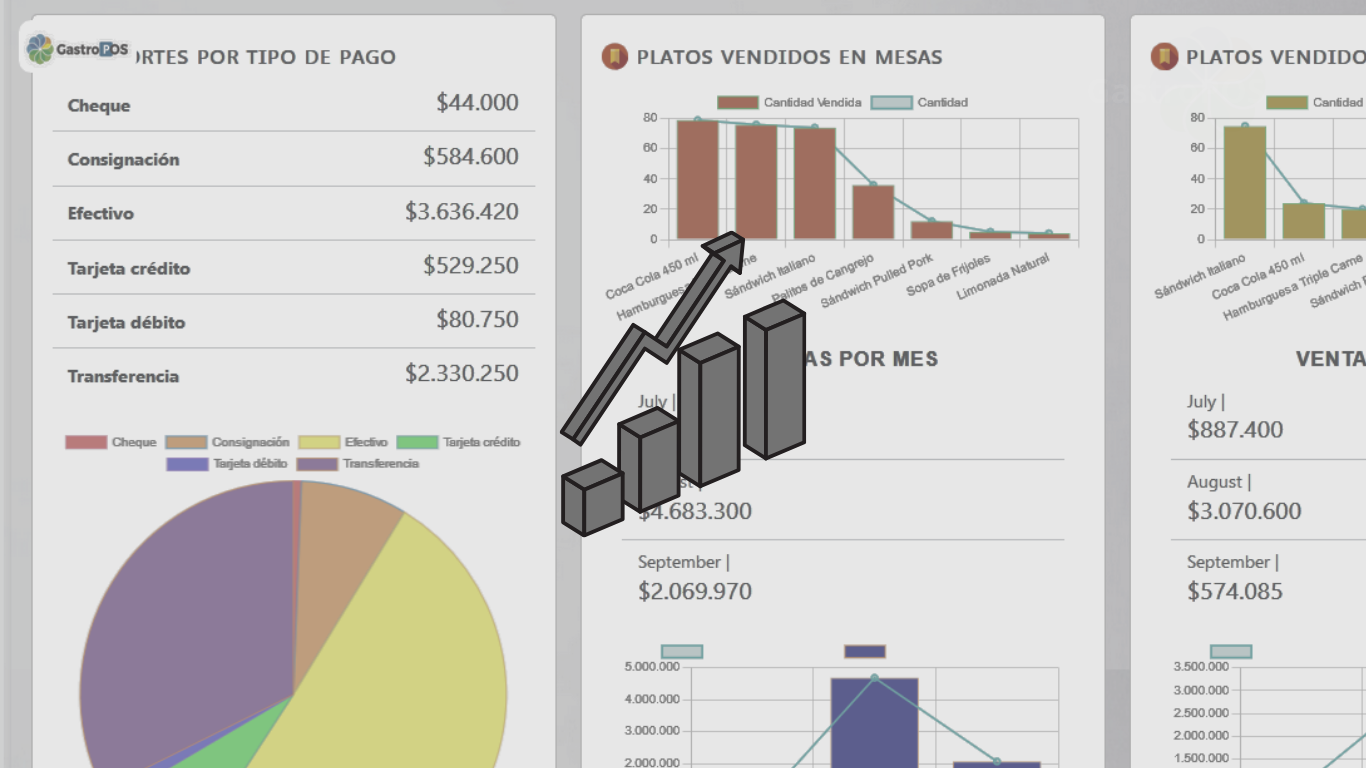 GastroPOS
ORTES POR TIPO DE PAGO
Cheque $44.000
Consignación $584.600
Efectivo $3.636.420
Tarjeta crédito $529.250
Tarjeta débito $80.750
Transferencia $2.330.250
Cheque Consignación Efectivo Tarjeta crédito
Tarjeta débito Transferencia
PLATOS VENDIDOS EN MESAS
Cantidad Vendida Cantidad
80
60
40
20
0
Coca Cola 450 ml
Hamburguesa
Sándwich Italiano
Palitos de Cangrejo
Sándwich Pulled Pork
Sopa de Frijoles
Limonada Natural
AS POR MES
July |
st |
$4.683.300
September |
$2.069.970
5.000.000
4.000.000
3.000.000
2.000.000
PLATOS VENDIDO
Cantidad
80
60
40
20
0
Sándwich Italiano
Coca Cola 450 ml
Hamburguesa Triple Carne
Sándwich
VENTA
July |
$887.400
August |
$3.070.600
September |
$574.085
3.500.000
3.000.000
2.500.000
2.000.000
1.500.000